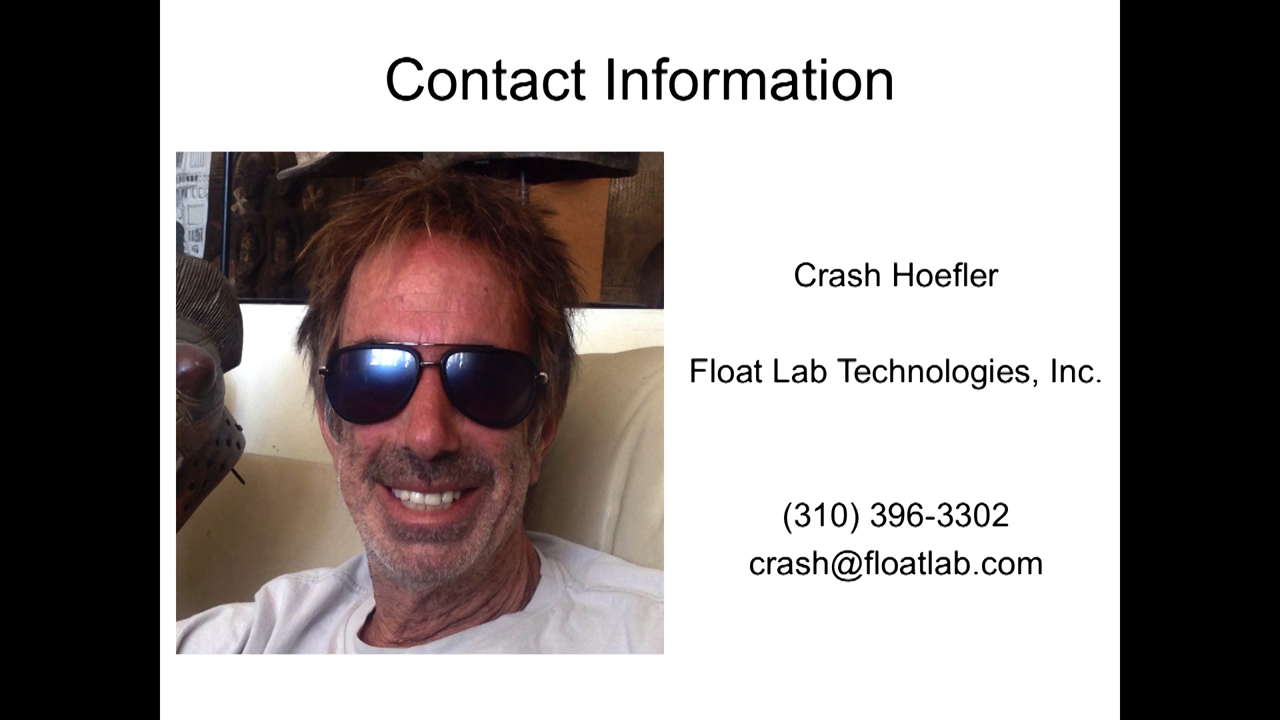 Contact Information
Crash Hoefler
Float Lab Technologies, Inc.
(310) 396-3302
crash@floatlab.com